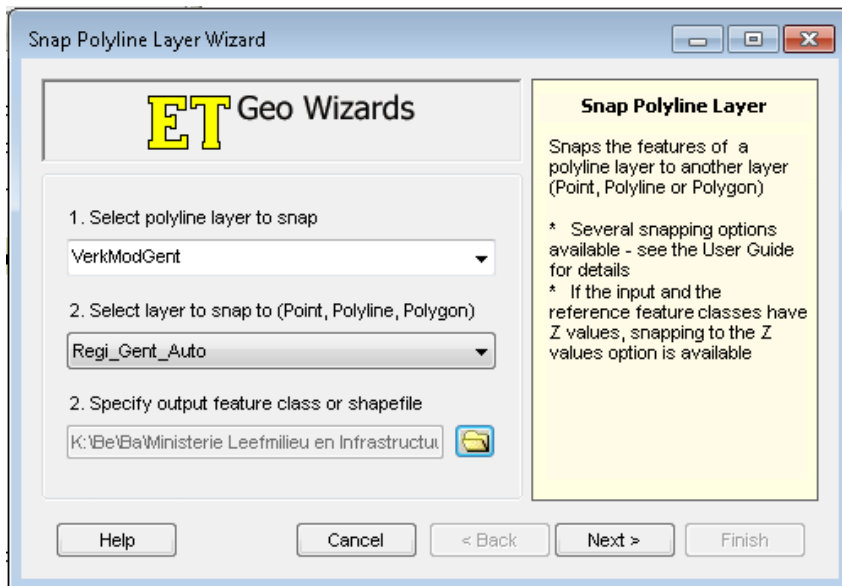 Snap Polyline Layer Wizard
ET Geo Wizards
1. Select polyline layer to snap
VerkModGent
2. Select layer to snap to (Point, Polyline, Polygon)
Regi_Gent_Auto
2. Specify output feature class or shapefile
K:\Be\Ba\Ministerie Leefmilieu en Infrastructuu
Snap Polyline Layer
Snaps the features of a
polyline layer to another layer
(Point, Polyline or Polygon)
* Several snapping options
available - see the User Guide
for details
* If the input and the
reference feature classes have
Z values, snapping to the Z
values option is available
Help
Cancel
< Back
Next >
Finish